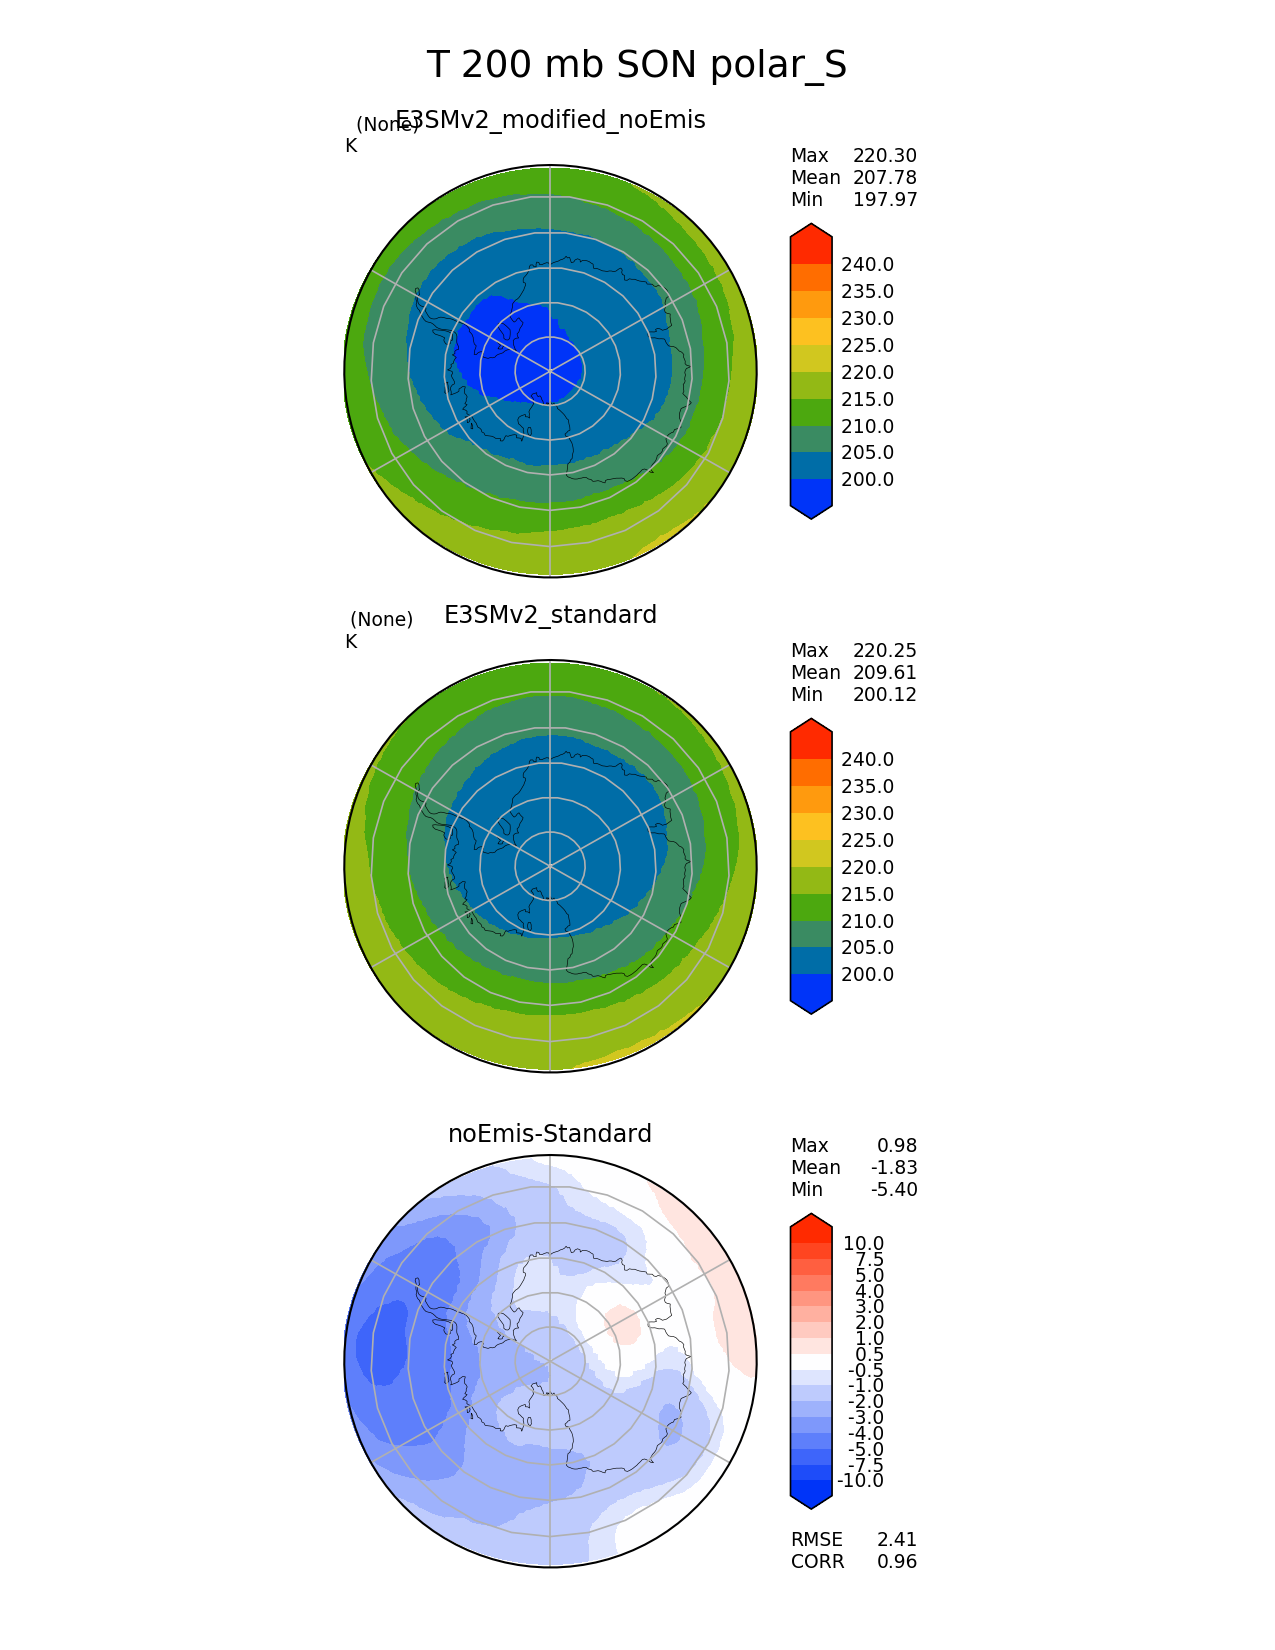 T 200 mb SON polar_S
(None)
E3SMv2_modified_noEmis
K
Max 220.30
Mean 207.78
Min 197.97
240.0
235.0
230.0
225.0
220.0
215.0
210.0
205.0
200.0
(None)
E3SMv2_standard
K
Max 220.25
Mean 209.61
Min 200.12
240.0
235.0
230.0
225.0
220.0
215.0
210.0
205.0
200.0
noEmis-Standard
Max 0.98
Mean -1.83
Min -5.40
10.0
7.5
5.0
4.0
3.0
2.0
1.0
0.5
-0.5
-1.0
-2.0
-3.0
-4.0
-5.0
-7.5
-10.0
RMSE 2.41
CORR 0.96